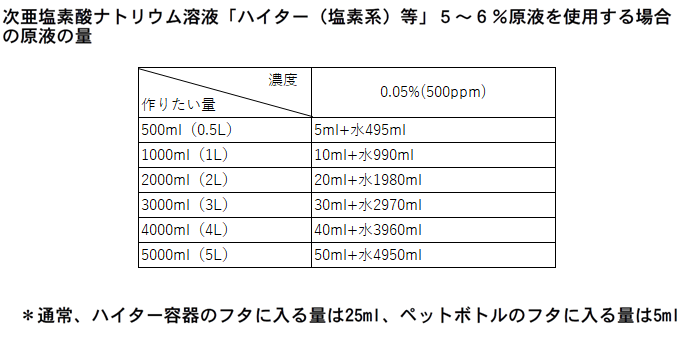 次亜塩素酸ナトリウム溶液「ハイター（塩素系）等」５～６％原液を使用する場合
の原液の量
濃度
作りたい量
0.05%(500ppm)
500ml（0.5L） 5ml+水495ml
1000ml（1L） 10ml+水990ml
2000ml（2L） 20ml+水1980ml
3000ml（3L） 30ml+水2970ml
4000ml（4L） 40ml+水3960ml
5000ml（5L） 50ml+水4950ml
＊通常、ハイター容器のフタに入る量は25ml、ペットボトルのフタに入る量は5ml